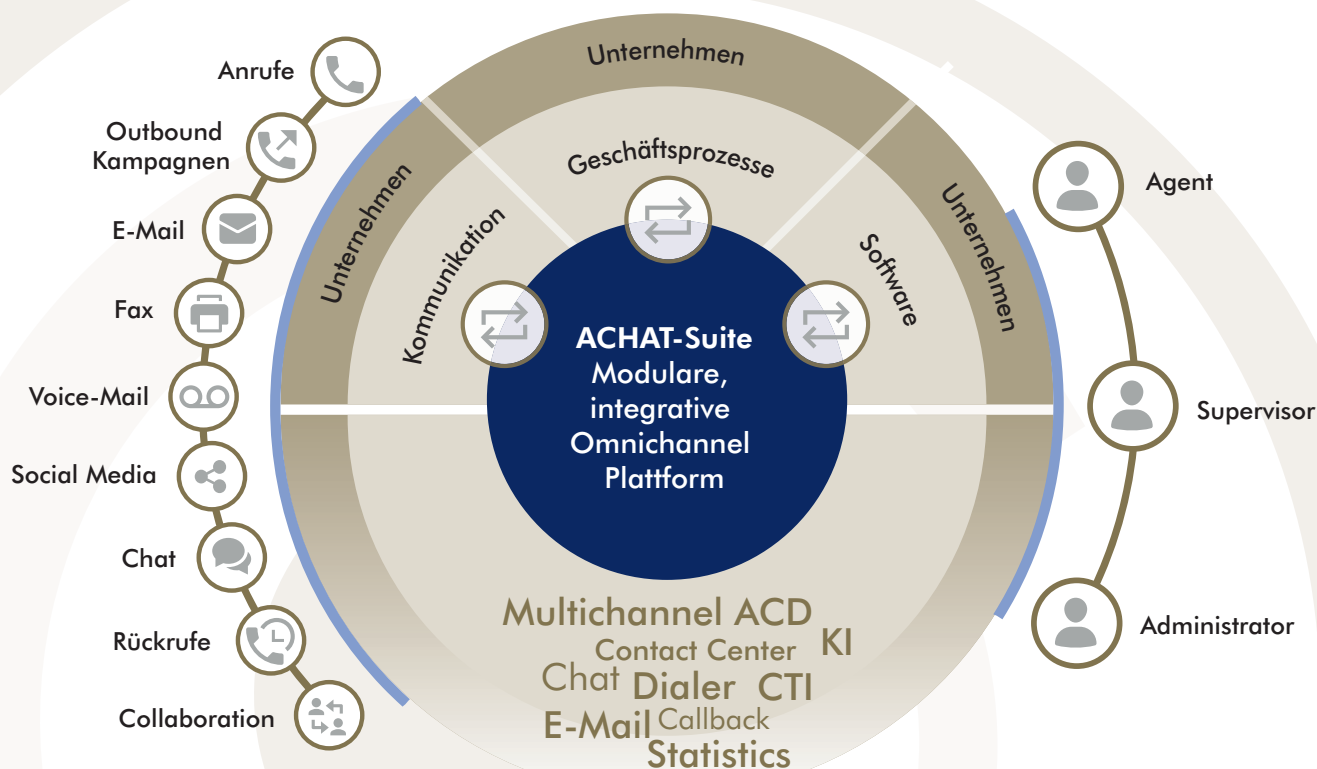 Anrufe
Outbound
Kampagnen
E-Mail
Fax
Voice-Mail
Social Media
Chat
Rückrufe
Collaboration
Unternehmen
Unternehmen
Unternehmen
Kommunikation
Geschäftsprozesse
Software
ACHAT-Suite
Modulare,
integrative
Omnichannel
Plattform
Multichannel ACD
Contact Center KI
Chat Dialer CTI
E-Mail Callback
Statistics
Agent
Supervisor
Administrator